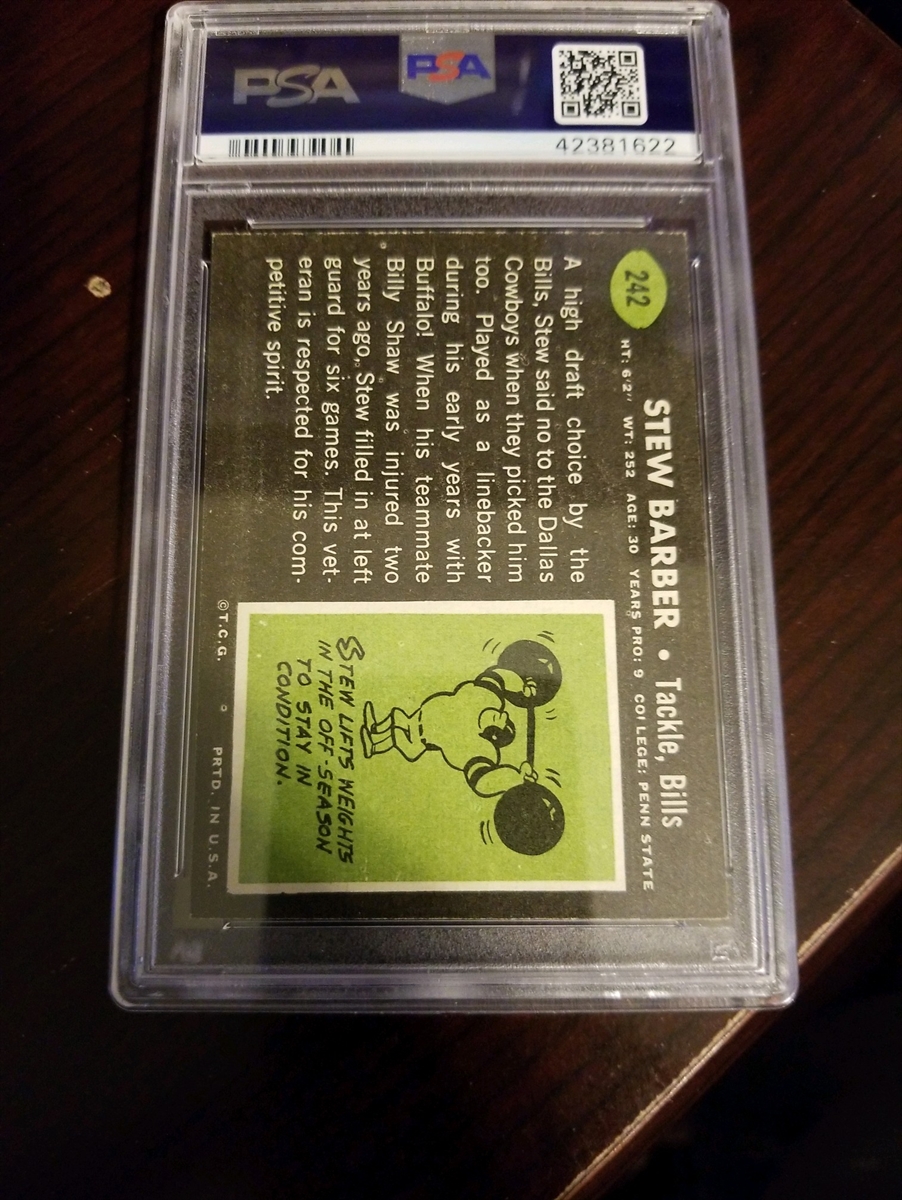 PSA
PSA
42381622
242
STEW BARBER • Tackle, Bills
HT: 6'2" WT: 252 AGE: 30 YEARS PRO: 9 COLLEGE: PENN STATE
A high draft choice by the
Bills, Stew said no to the Dallas
Cowboys when they picked him
too. Played as a linebacker
during his early years with
Buffalo! When his teammate
Billy Shaw was injured two
years ago, Stew filled in at left
guard for six games. This vet-
eran is respected for his com-
petitive spirit.
STEW LIFTS WEIGHTS
IN THE OFF-SEASON
TO STAY IN
CONDITION.
©T.C.G. PRTD. IN U.S.A.